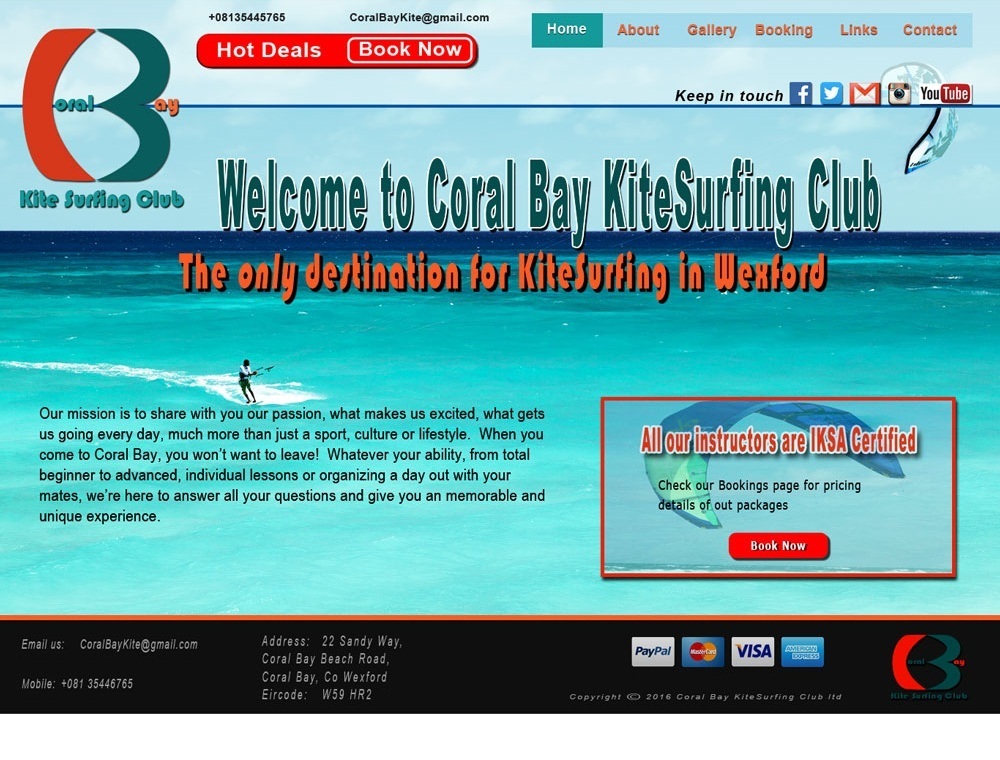 +08135445765 CoralBayKite@gmail.com
Home About Gallery Booking Links Contact
Hot Deals Book Now
Keep in touch YouTube
Coral Bay
Kite Surfing Club
Welcome to Coral Bay KiteSurfing Club
The only destination for KiteSurfing in Wexford
Our mission is to share with you our passion, what makes us excited, what gets
us going every day, much more than just a sport, culture or lifestyle. When you
come to Coral Bay, you won't want to leave! Whatever your ability, from total
beginner to advanced, individual lessons or organizing a day out with your
mates, we're here to answer all your questions and give you an memorable and
unique experience.
All our instructors are IKSA Certified
Check our Bookings page for pricing
details of out packages
Book Now
Email us: CoralBayKite@gmail.com
Mobile: +081 35446765
Address: 22 Sandy Way,
Coral Bay Beach Road,
Coral Bay, Co Wexford
Eircode: W59 HR2
PayPal MasterCard VISA AMERICAN EXPRESS
Copyright © 2016 Coral Bay KiteSurfing Club ltd
Coral Bay
Kite Surfing Club